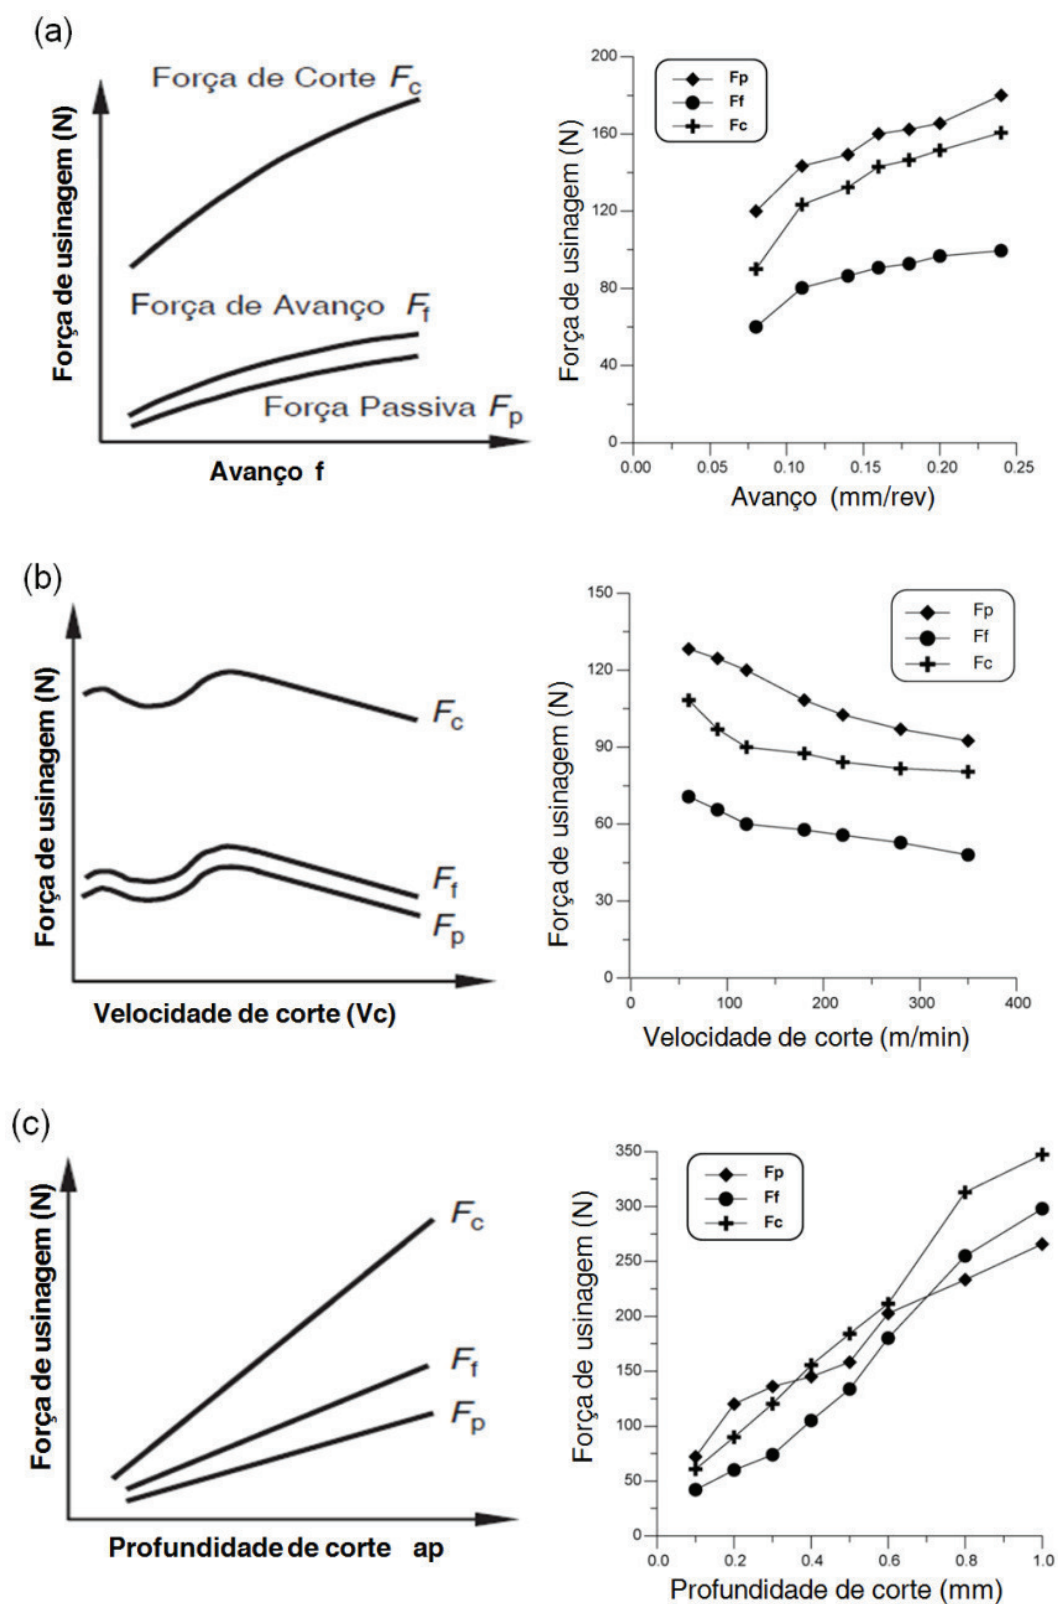 (a)
Força de Corte Fc
Força de Avanço Ff
Força Passiva Fp
Força de usinagem (N)
Avanço f
200
160
120
80
40
0
Fp
Ff
Fc
Força de usinagem (N)
0.00 0.05 0.10 0.15 0.20 0.25
Avanço (mm/rev)
(b)
Fc
Ff
Fp
Força de usinagem (N)
Velocidade de corte (Vc)
150
120
90
60
30
0
Fp
Ff
Fc
Força de usinagem (N)
0 100 200 300 400
Velocidade de corte (m/min)
(c)
Fc
Ff
Fp
Força de usinagem (N)
Profundidade de corte ap
350
300
250
200
150
100
50
0
Fp
Ff
Fc
Força de usinagem (N)
0.0 0.2 0.4 0.6 0.8 1.0
Profundidade de corte (mm)